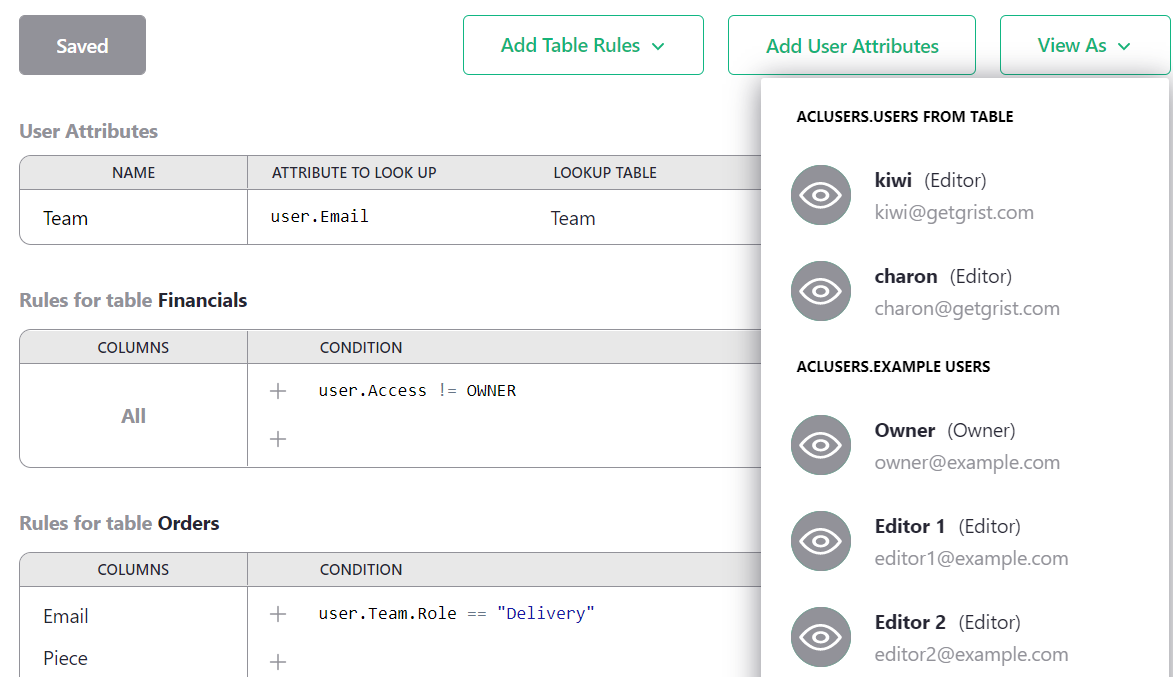 Saved
Add Table Rules
Add User Attributes
View As
User Attributes
NAME ATTRIBUTE TO LOOK UP LOOKUP TABLE
Team user.Email Team
Rules for table Financials
COLUMNS CONDITION
All
+ user.Access != OWNER
+
Rules for table Orders
COLUMNS CONDITION
Email + user.Team.Role == "Delivery"
Piece +
ACLUSERS.USERS FROM TABLE
kiwi (Editor)
kiwi@getgrist.com
charon (Editor)
charon@getgrist.com
ACLUSERS.EXAMPLE USERS
Owner (Owner)
owner@example.com
Editor 1 (Editor)
editor1@example.com
Editor 2 (Editor)
editor2@example.com